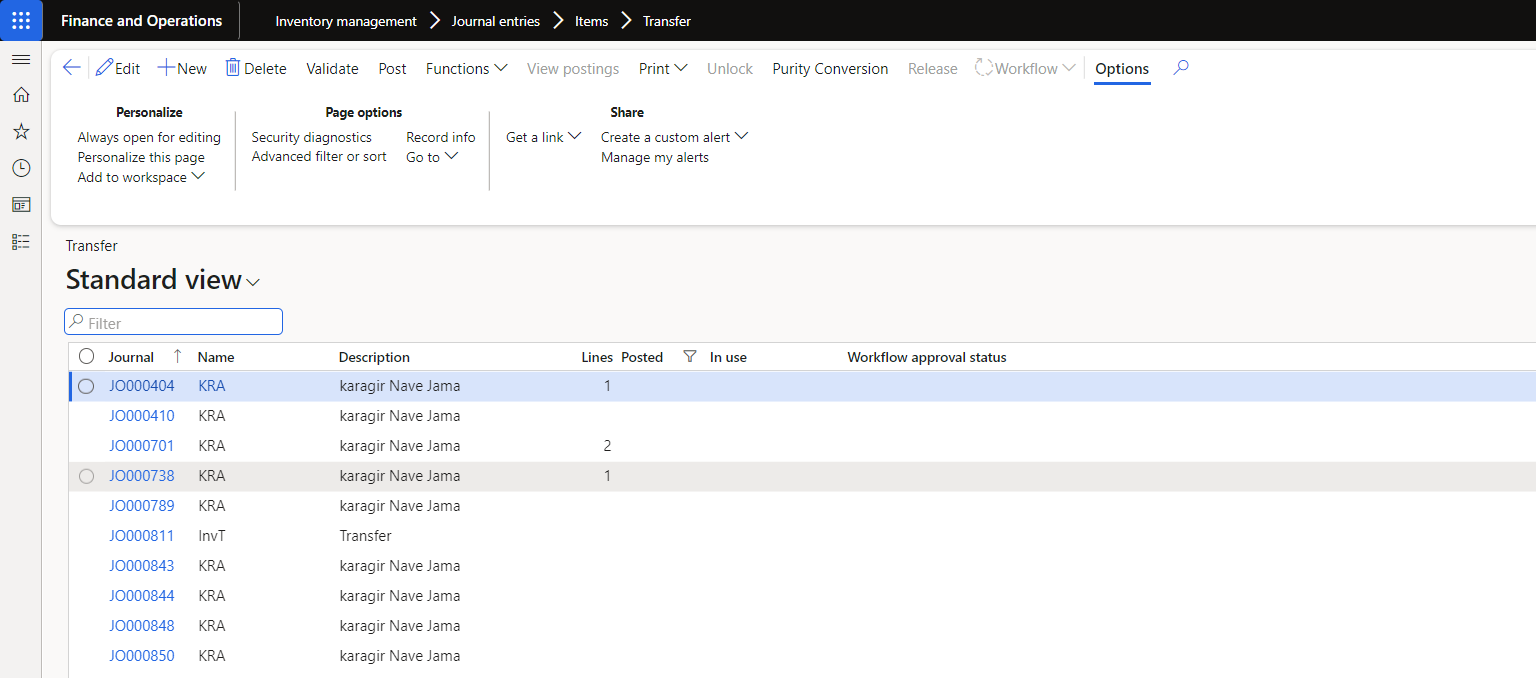 Finance and Operations Inventory management Journal entries Items Transfer
Edit New Delete Validate Post Functions View postings Print Unlock Purity Conversion Release Workflow Options
Personalize
Always open for editing
Personalize this page
Add to workspace
Page options
Security diagnostics Record info
Advanced filter or sort Go to
Share
Get a link Create a custom alert
Manage my alerts
Transfer
Standard view
Filter
Journal Name Description Lines Posted In use Workflow approval status
JO000404 KRA karagir Nave Jama 1
JO000410 KRA karagir Nave Jama
JO000701 KRA karagir Nave Jama 2
JO000738 KRA karagir Nave Jama 1
JO000789 KRA karagir Nave Jama
JO000811 InvT Transfer
JO000843 KRA karagir Nave Jama
JO000844 KRA karagir Nave Jama
JO000848 KRA karagir Nave Jama
JO000850 KRA karagir Nave Jama